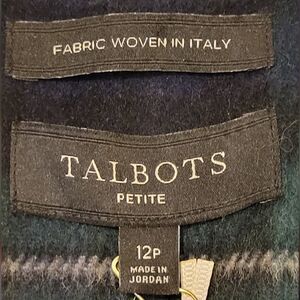 FABRIC WOVEN IN ITALY
TALBOTS
PETITE
12P
MADE IN
JORDAN